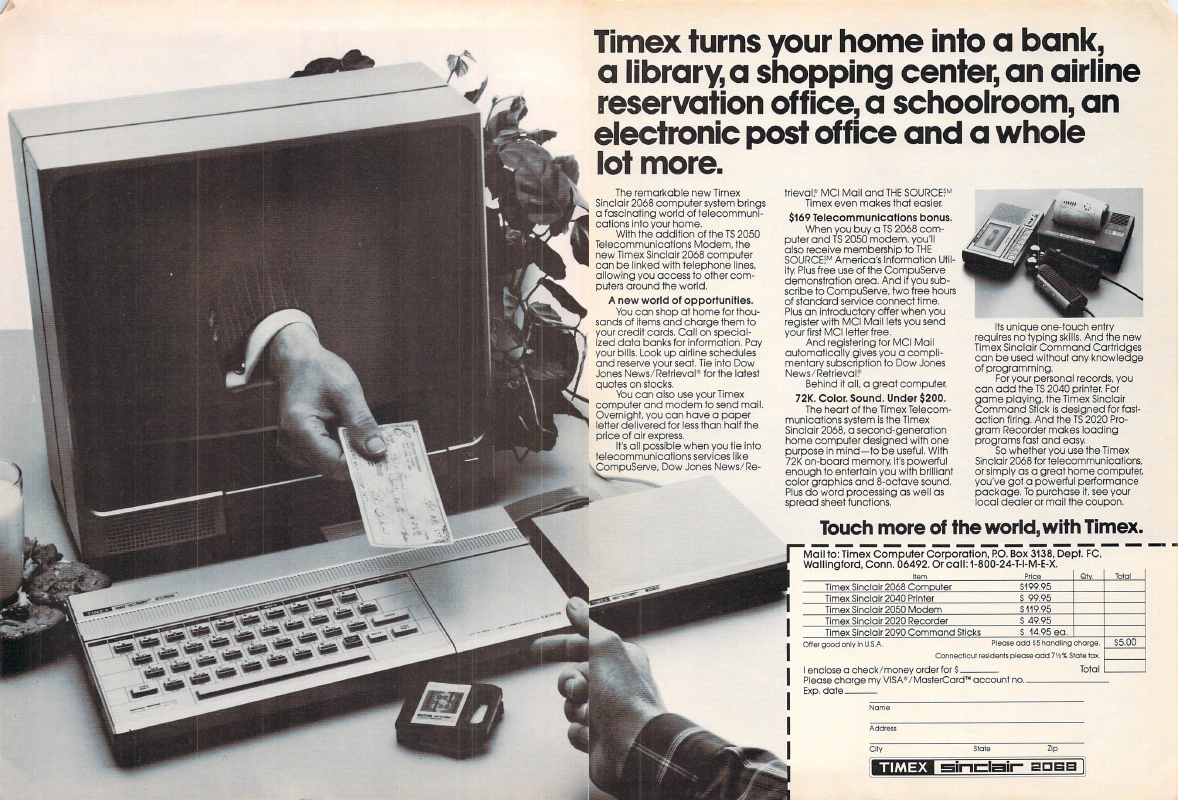 Timex turns your home into a bank,
a library, a shopping center, an airline
reservation office, a schoolroom, an
electronic post office and a whole
lot more.
The remarkable new Timex
Sinclair 2068 computer system brings
a fascinating world of telecommuni-
cations into your home.
With the addition of the TS 2050
Telecommunications Modem, the
new Timex Sinclair 2068 computer
can be linked with telephone lines,
allowing you access to other com-
puters around the world.
A new world of opportunities.
You can shop at home for thou-
sands of items and charge them to
your credit cards. Call on special-
ized data banks for information. Pay
your bills. Look up airline schedules
and reserve your seat. Tie into Dow
Jones News/Retrieval® for the latest
quotes on stocks.
You can also use your Timex
computer and modem to send mail.
Overnight, you can have a paper
letter delivered for less than half the
price of air express.
It's all possible when you tie into
telecommunications services like
CompuServe, Dow Jones News/Re-
trieval,® MCI Mail and THE SOURCE℠
Timex even makes that easier.
$169 Telecommunications bonus.
When you buy a TS 2068 com-
puter and TS 2050 modem, you'll
also receive membership to THE
SOURCE℠ America's Information Util-
ity. Plus free use of the CompuServe
demonstration area. And if you sub-
scribe to CompuServe, two free hours
of standard service connect time.
Plus an introductory offer when you
register with MCI Mail lets you send
your first MCI letter free.
And registering for MCI Mail
automatically gives you a compli-
mentary subscription to Dow Jones
News/Retrieval®
Behind it all, a great computer.
72K. Color. Sound. Under $200.
The heart of the Timex Telecom-
munications system is the Timex
Sinclair 2068, a second-generation
home computer designed with one
purpose in mind—to be useful. With
72K on-board memory, it's powerful
enough to entertain you with brilliant
color graphics and 8-octave sound.
Plus do word processing as well as
spread sheet functions.
Its unique one-touch entry
requires no typing skills. And the new
Timex Sinclair Command Cartridges
can be used without any knowledge
of programming.
For your personal records, you
can add the TS 2040 printer. For
game playing, the Timex Sinclair
Command Stick is designed for fast-
action firing. And the TS 2020 Pro-
gram Recorder makes loading
programs fast and easy.
So whether you use the Timex
Sinclair 2068 for telecommunications,
or simply as a great home computer,
you've got a powerful performance
package. To purchase it, see your
local dealer or mail the coupon.
Touch more of the world, with Timex.
Mail to: Timex Computer Corporation, P.O. Box 3138, Dept. FC,
Wallingford, Conn. 06492. Or call: 1-800-24-T-I-M-E-X.
Item Price Qty. Total
Timex Sinclair 2068 Computer $199.95
Timex Sinclair 2040 Printer $ 99.95
Timex Sinclair 2050 Modem $119.95
Timex Sinclair 2020 Recorder $ 49.95
Timex Sinclair 2090 Command Sticks $ 14.95 ea.
Offer good only in U.S.A. Please add $5 handling charge. $5.00
Connecticut residents please add 7½% State tax.
I enclose a check/money order for $ Total
Please charge my VISA®/MasterCard™ account no.
Exp. date
Name
Address
City State Zip
TIMEX sinclair 2068
TIMEX